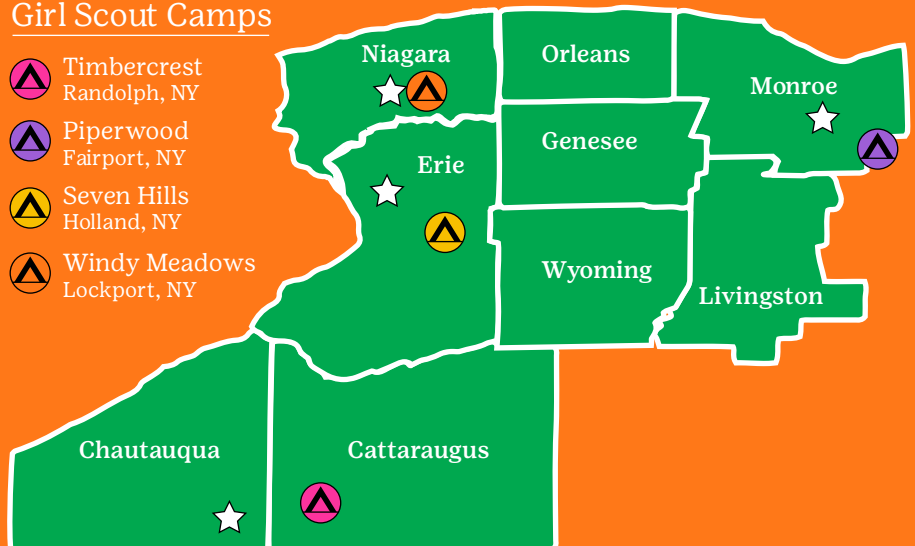 Girl Scout Camps
Timbercrest
Randolph, NY
Piperwood
Fairport, NY
Seven Hills
Holland, NY
Windy Meadows
Lockport, NY
Niagara
Orleans
Monroe
Erie
Genesee
Wyoming
Livingston
Chautauqua
Cattaraugus